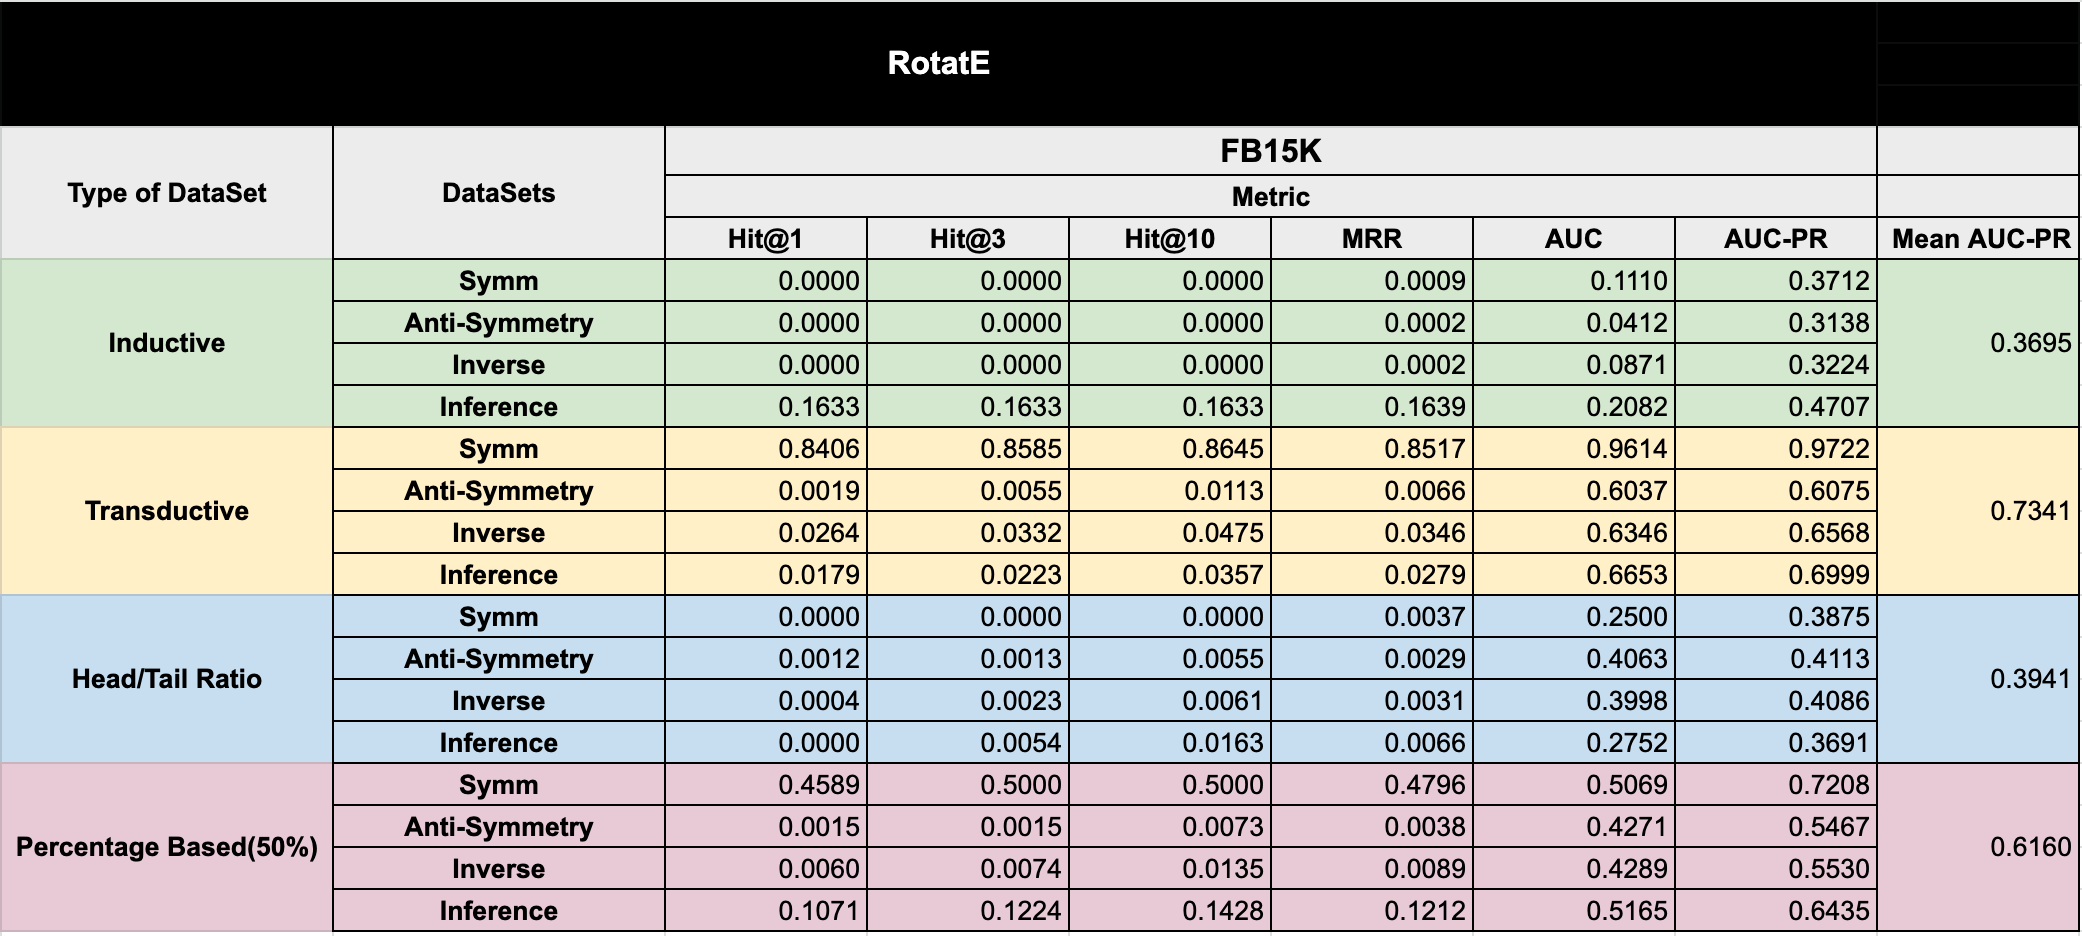 RotatE
FB15K
Type of DataSet DataSets Metric
Hit@1 Hit@3 Hit@10 MRR AUC AUC-PR Mean AUC-PR
Inductive Symm 0.0000 0.0000 0.0000 0.0009 0.1110 0.3712 0.3695
Anti-Symmetry 0.0000 0.0000 0.0000 0.0002 0.0412 0.3138
Inverse 0.0000 0.0000 0.0000 0.0002 0.0871 0.3224
Inference 0.1633 0.1633 0.1633 0.1639 0.2082 0.4707
Transductive Symm 0.8406 0.8585 0.8645 0.8517 0.9614 0.9722 0.7341
Anti-Symmetry 0.0019 0.0055 0.0113 0.0066 0.6037 0.6075
Inverse 0.0264 0.0332 0.0475 0.0346 0.6346 0.6568
Inference 0.0179 0.0223 0.0357 0.0279 0.6653 0.6999
Head/Tail Ratio Symm 0.0000 0.0000 0.0000 0.0037 0.2500 0.3875 0.3941
Anti-Symmetry 0.0012 0.0013 0.0055 0.0029 0.4063 0.4113
Inverse 0.0004 0.0023 0.0061 0.0031 0.3998 0.4086
Inference 0.0000 0.0054 0.0163 0.0066 0.2752 0.3691
Percentage Based(50%) Symm 0.4589 0.5000 0.5000 0.4796 0.5069 0.7208 0.6160
Anti-Symmetry 0.0015 0.0015 0.0073 0.0038 0.4271 0.5467
Inverse 0.0060 0.0074 0.0135 0.0089 0.4289 0.5530
Inference 0.1071 0.1224 0.1428 0.1212 0.5165 0.6435